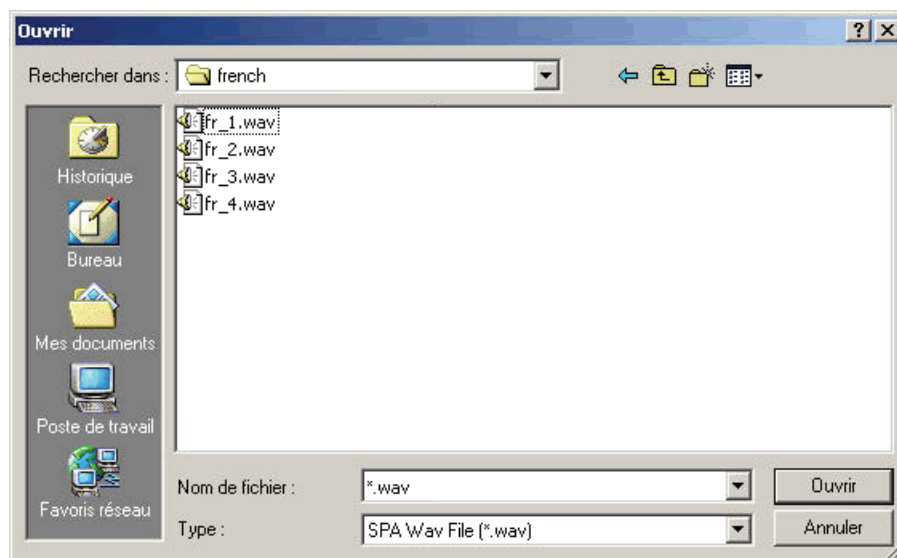 Ouvrir
Rechercher dans : french
fr_1.wav
fr_2.wav
fr_3.wav
fr_4.wav
Historique
Bureau
Mes documents
Poste de travail
Favoris réseau
Nom de fichier : *.wav Ouvrir
Type : SPA Wav File (*.wav) Annuler